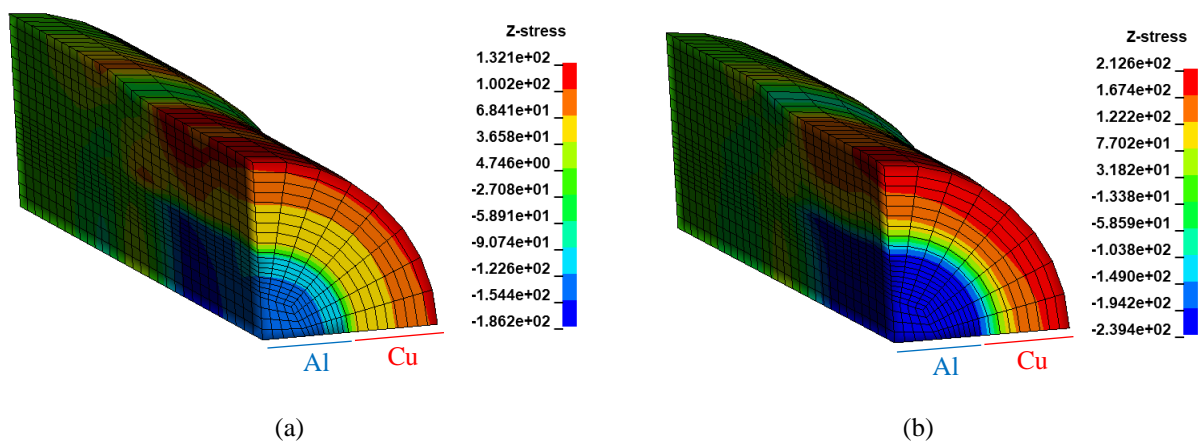 Z-stress
1.321e+02
1.002e+02
6.841e+01
3.658e+01
4.746e+00
-2.708e+01
-5.891e+01
-9.074e+01
-1.226e+02
-1.544e+02
-1.862e+02
Al
Cu
(a)
Z-stress
2.126e+02
1.674e+02
1.222e+02
7.702e+01
3.182e+01
-1.338e+01
-5.859e+01
-1.038e+02
-1.490e+02
-1.942e+02
-2.394e+02
Al
Cu
(b)